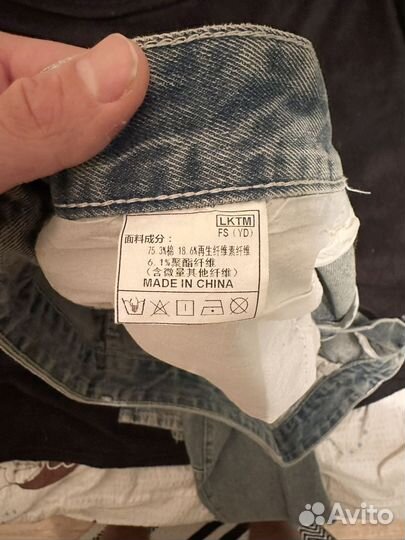 LKTM
FS (YD)
面料成分：
75.3%棉 18.6%再生纤维素纤维
6.1%聚酯纤维
（含微量其他纤维）
MADE IN CHINA
Avito